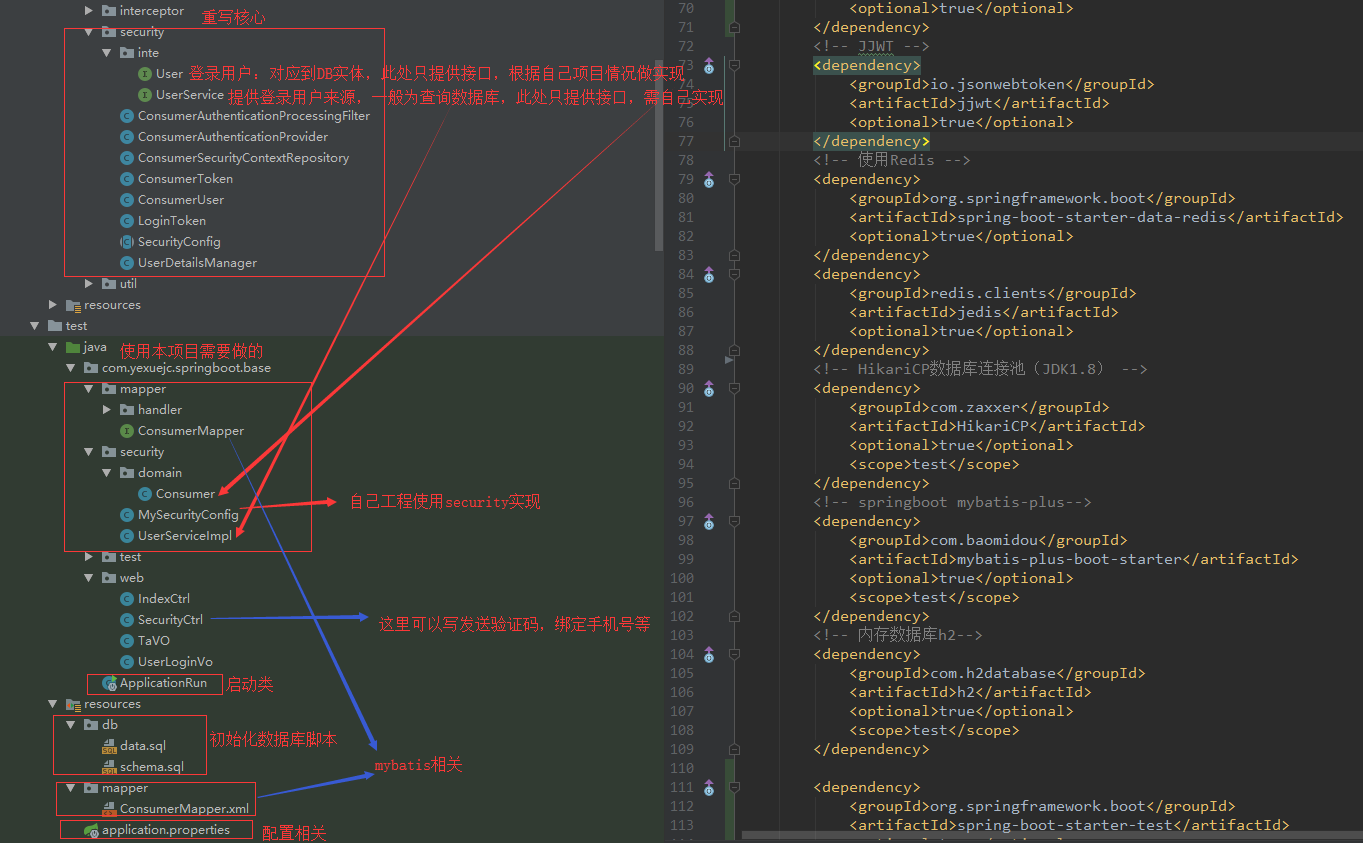 interceptor
重写核心
security
inte
User 登录用户：对应到DB实体，此处只提供接口，根据自己项目情况做实现
UserService 提供登录用户来源，一般为查询数据库，此处只提供接口，需自己实现
ConsumerAuthenticationProcessingFilter
ConsumerAuthenticationProvider
ConsumerSecurityContextRepository
ConsumerToken
ConsumerUser
LoginToken
SecurityConfig
UserDetailsManager
util
resources
test
java
使用本项目需要做的
com.yexuejc.springboot.base
mapper
handler
ConsumerMapper
security
domain
Consumer
MySecurityConfig
自己工程使用security实现
UserServiceImpl
test
web
IndexCtrl
SecurityCtrl
这里可以写发送验证码，绑定手机号等
TaVO
UserLoginVo
ApplicationRun
启动类
resources
db
data.sql
初始化数据库脚本
schema.sql
mybatis相关
mapper
ConsumerMapper.xml
application.properties
配置相关
70 <optional>true</optional>
71 </dependency>
72 <!-- JJWT -->
73 <dependency>
74 <groupId>io.jsonwebtoken</groupId>
<artifactId>jjwt</artifactId>
76 <optional>true</optional>
77 </dependency>
78 <!-- 使用Redis -->
79 <dependency>
80 <groupId>org.springframework.boot</groupId>
81 <artifactId>spring-boot-starter-data-redis</artifactId>
82 <optional>true</optional>
83 </dependency>
84 <dependency>
85 <groupId>redis.clients</groupId>
86 <artifactId>jedis</artifactId>
87 <optional>true</optional>
88 </dependency>
89 <!-- HikariCP数据库连接池（JDK1.8） -->
90 <dependency>
91 <groupId>com.zaxxer</groupId>
92 <artifactId>HikariCP</artifactId>
93 <optional>true</optional>
94 <scope>test</scope>
95 </dependency>
96 <!-- springboot mybatis-plus-->
97 <dependency>
98 <groupId>com.baomidou</groupId>
99 <artifactId>mybatis-plus-boot-starter</artifactId>
100 <optional>true</optional>
101 <scope>test</scope>
102 </dependency>
103 <!-- 内存数据库h2-->
104 <dependency>
105 <groupId>com.h2database</groupId>
106 <artifactId>h2</artifactId>
107 <optional>true</optional>
108 <scope>test</scope>
109 </dependency>
110
111 <dependency>
112 <groupId>org.springframework.boot</groupId>
113 <artifactId>spring-boot-starter-test</artifactId>